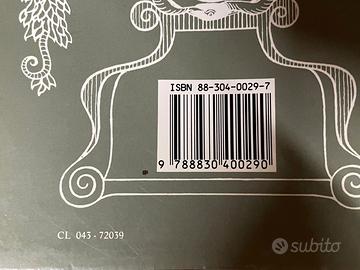 ISBN 88-304-0029-7
9 788830 400290
CL 043 - 72039
subito